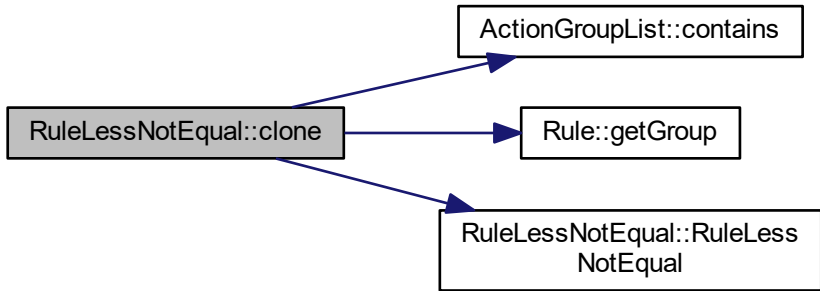 ActionGroupList::contains
RuleLessNotEqual::clone
Rule::getGroup
RuleLessNotEqual::RuleLess
NotEqual